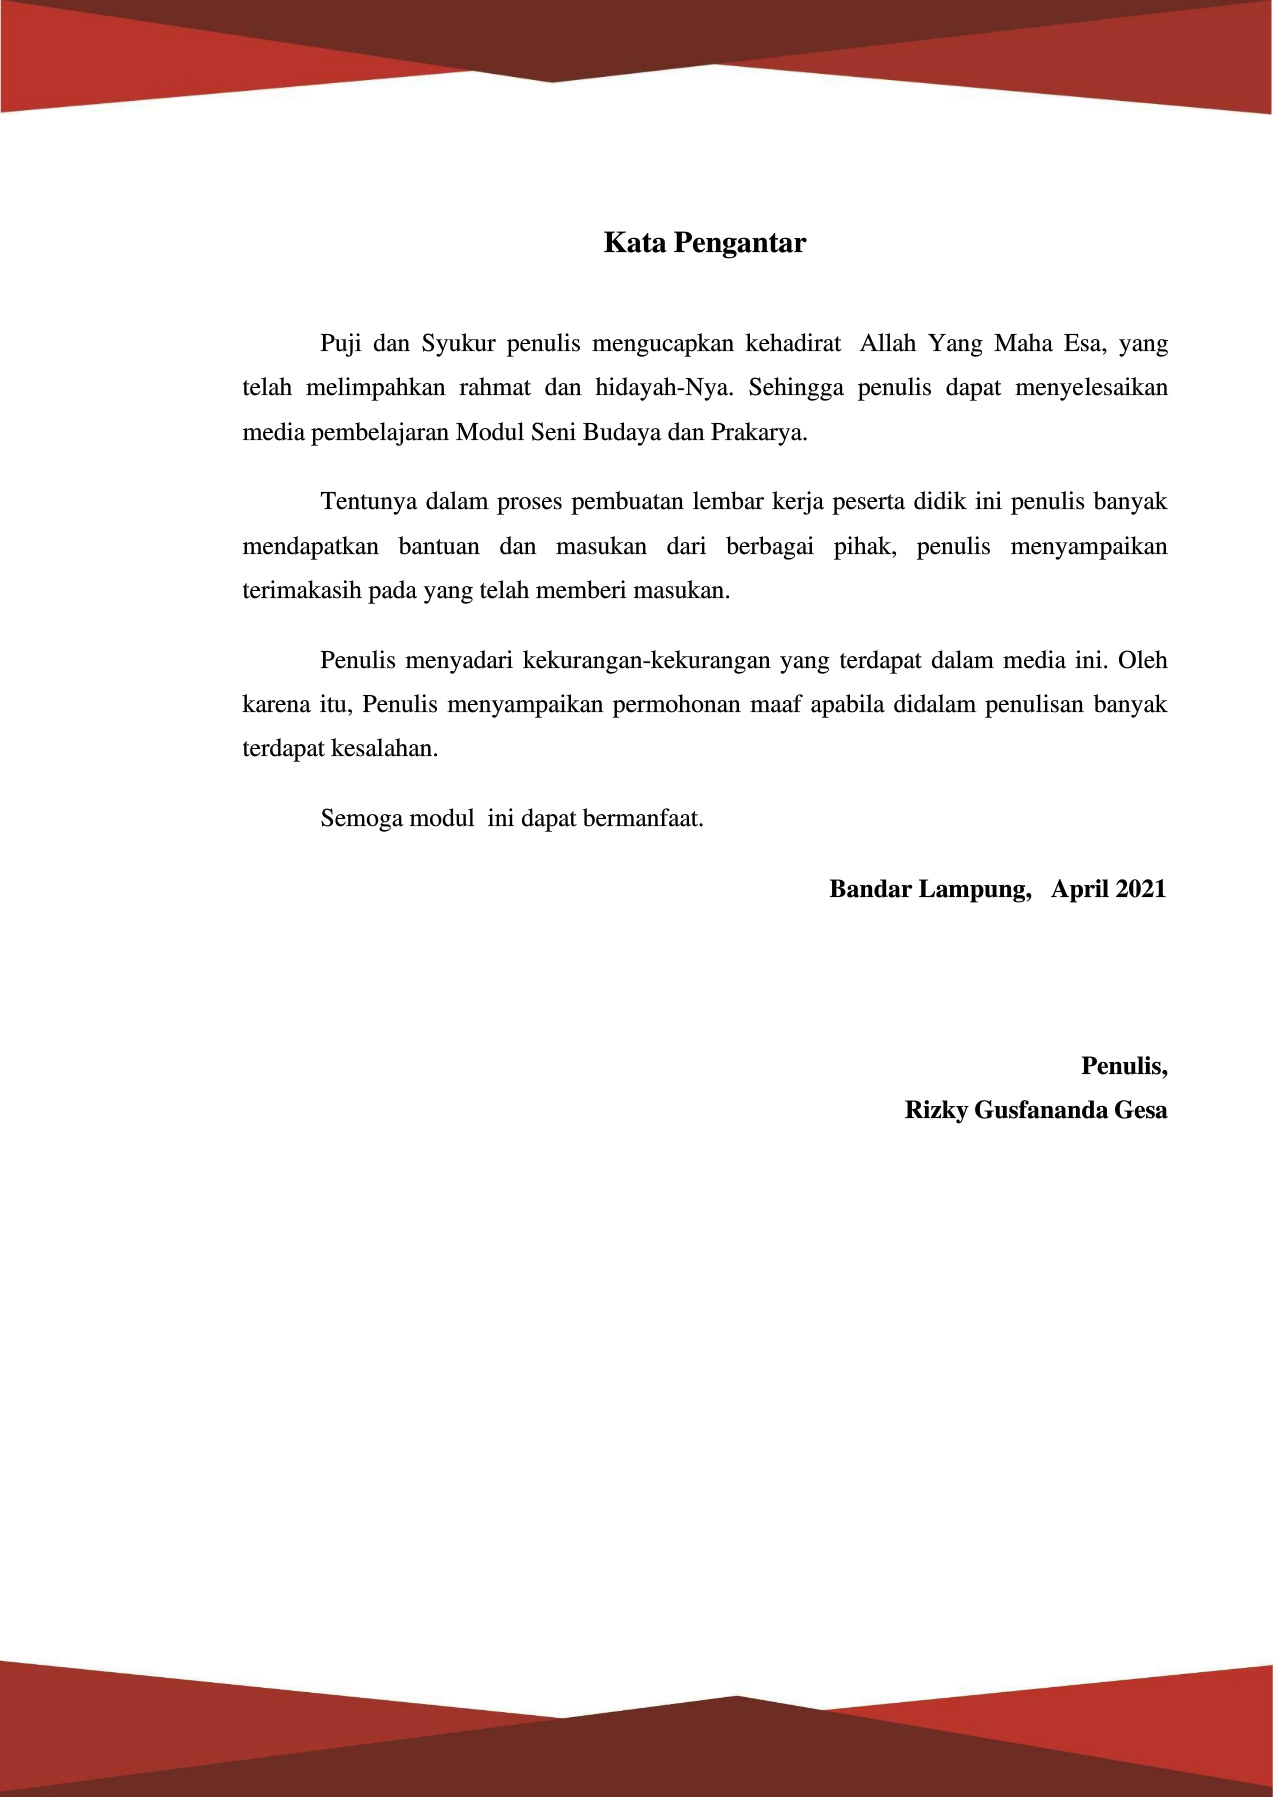 Kata Pengantar
Puji dan Syukur penulis mengucapkan kehadirat Allah Yang Maha Esa, yang
telah melimpahkan rahmat dan hidayah-Nya. Sehingga penulis dapat menyelesaikan
media pembelajaran Modul Seni Budaya dan Prakarya.
Tentunya dalam proses pembuatan lembar kerja peserta didik ini penulis banyak
mendapatkan bantuan dan masukan dari berbagai pihak, penulis menyampaikan
terimakasih pada yang telah memberi masukan.
Penulis menyadari kekurangan-kekurangan yang terdapat dalam media ini. Oleh
karena itu, Penulis menyampaikan permohonan maaf apabila didalam penulisan banyak
terdapat kesalahan.
Semoga modul ini dapat bermanfaat.
Bandar Lampung, April 2021
Penulis,
Rizky Gusfananda Gesa